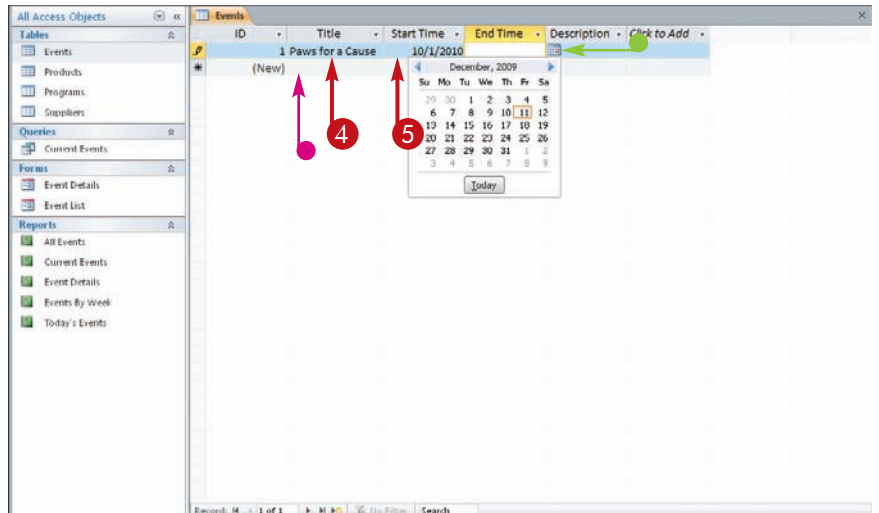 All Access Objects
Tables
Events
Products
Programs
Suppliers
Queries
Current Events
Forms
Event Details
Event List
Reports
All Events
Current Events
Event Details
Events By Week
Today's Events
Events
ID Title Start Time End Time Description Click to Add
1 Paws for a Cause 10/1/2010
(New)
December, 2009
Su Mo Tu We Th Fr Sa
29 30 1 2 3 4 5
6 7 8 9 10 11 12
13 14 15 16 17 18 19
20 21 22 23 24 25 26
27 28 29 30 31 1 2
3 4 5 6 7 8 9
Today
4
5
Record: 1 of 1 No Filter Search